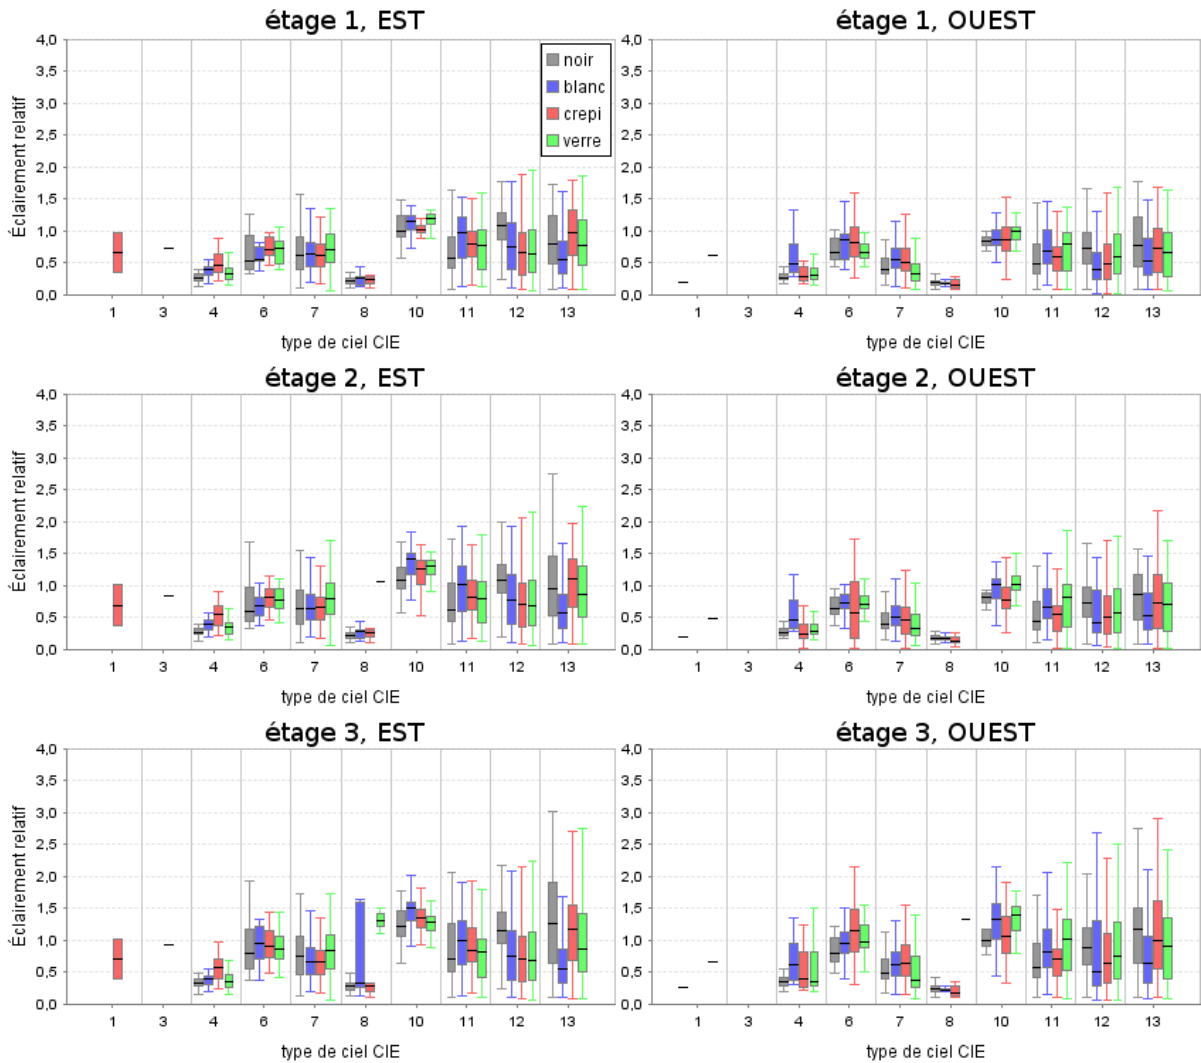 étage 1, EST
étage 1, OUEST
4,0
3,5
3,0
2,5
2,0
1,5
1,0
0,5
0,0
Éclairement relatif
noir
blanc
crepi
verre
4,0
3,5
3,0
2,5
2,0
1,5
1,0
0,5
0,0
1 3 4 6 7 8 10 11 12 13
1 3 4 6 7 8 10 11 12 13
type de ciel CIE
type de ciel CIE
étage 2, EST
étage 2, OUEST
4,0
3,5
3,0
2,5
2,0
1,5
1,0
0,5
0,0
Éclairement relatif
4,0
3,5
3,0
2,5
2,0
1,5
1,0
0,5
0,0
1 3 4 6 7 8 10 11 12 13
1 3 4 6 7 8 10 11 12 13
type de ciel CIE
type de ciel CIE
étage 3, EST
étage 3, OUEST
4,0
3,5
3,0
2,5
2,0
1,5
1,0
0,5
0,0
Éclairement relatif
4,0
3,5
3,0
2,5
2,0
1,5
1,0
0,5
0,0
1 3 4 6 7 8 10 11 12 13
1 3 4 6 7 8 10 11 12 13
type de ciel CIE
type de ciel CIE